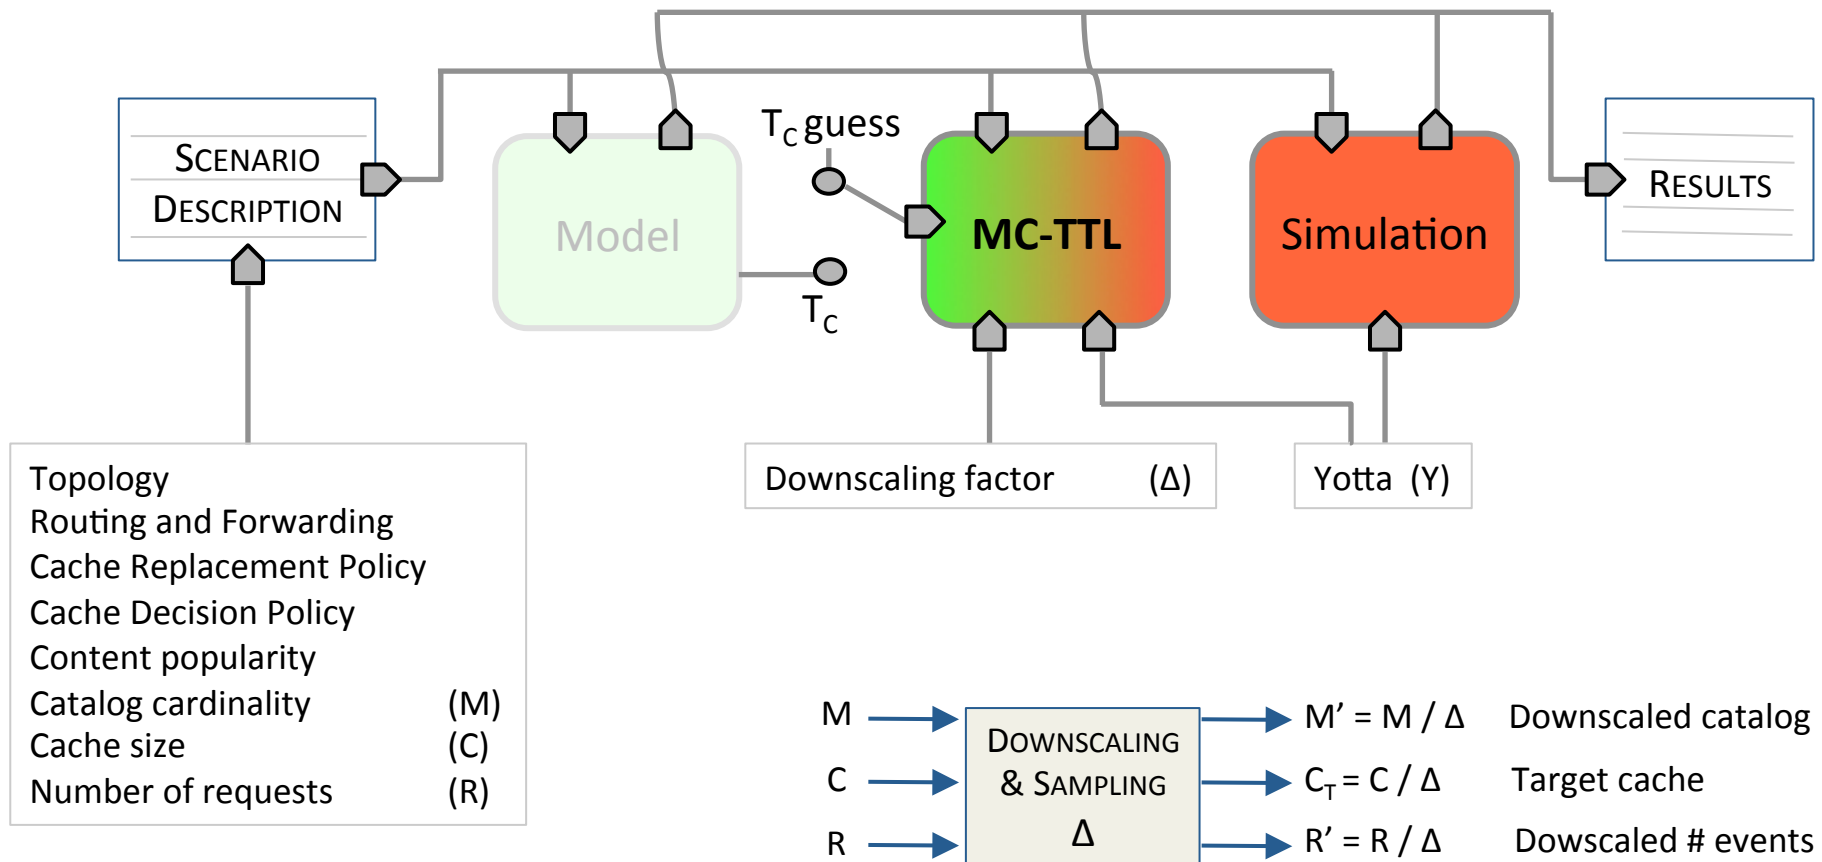 SCENARIO
DESCRIPTION
Model
T_C guess
T_C
MC-TTL
Simulation
RESULTS
Topology
Routing and Forwarding
Cache Replacement Policy
Cache Decision Policy
Content popularity
Catalog cardinality (M)
Cache size (C)
Number of requests (R)
Downscaling factor (Δ)
Yotta (Y)
M
C
R
DOWNSCALING
& SAMPLING
Δ
M’ = M / Δ Downscaled catalog
C_T = C / Δ Target cache
R’ = R / Δ Dowscaled # events